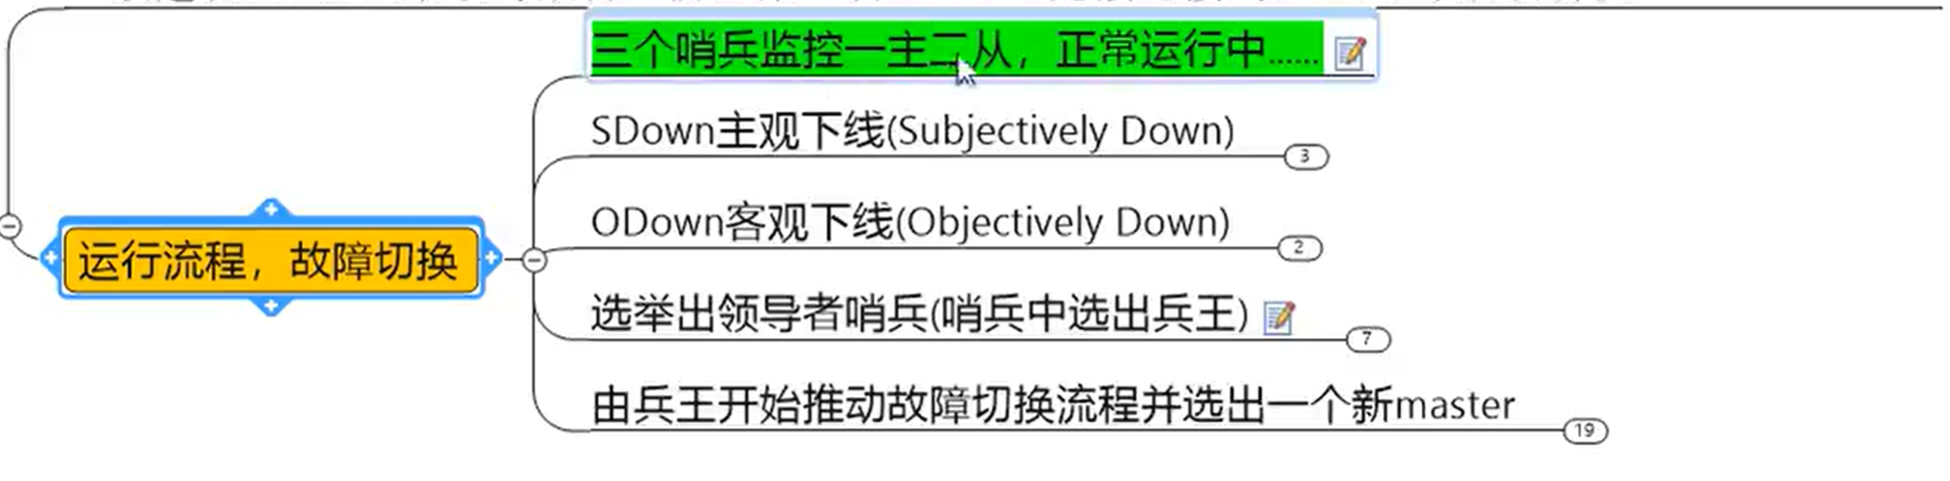 三个哨兵监控一主二从，正常运行中......
SDown主观下线(Subjectively Down)
3
ODown客观下线(Objectively Down)
2
运行流程，故障切换
选举出领导者哨兵(哨兵中选出兵王)
7
由兵王开始推动故障切换流程并选出一个新master
19